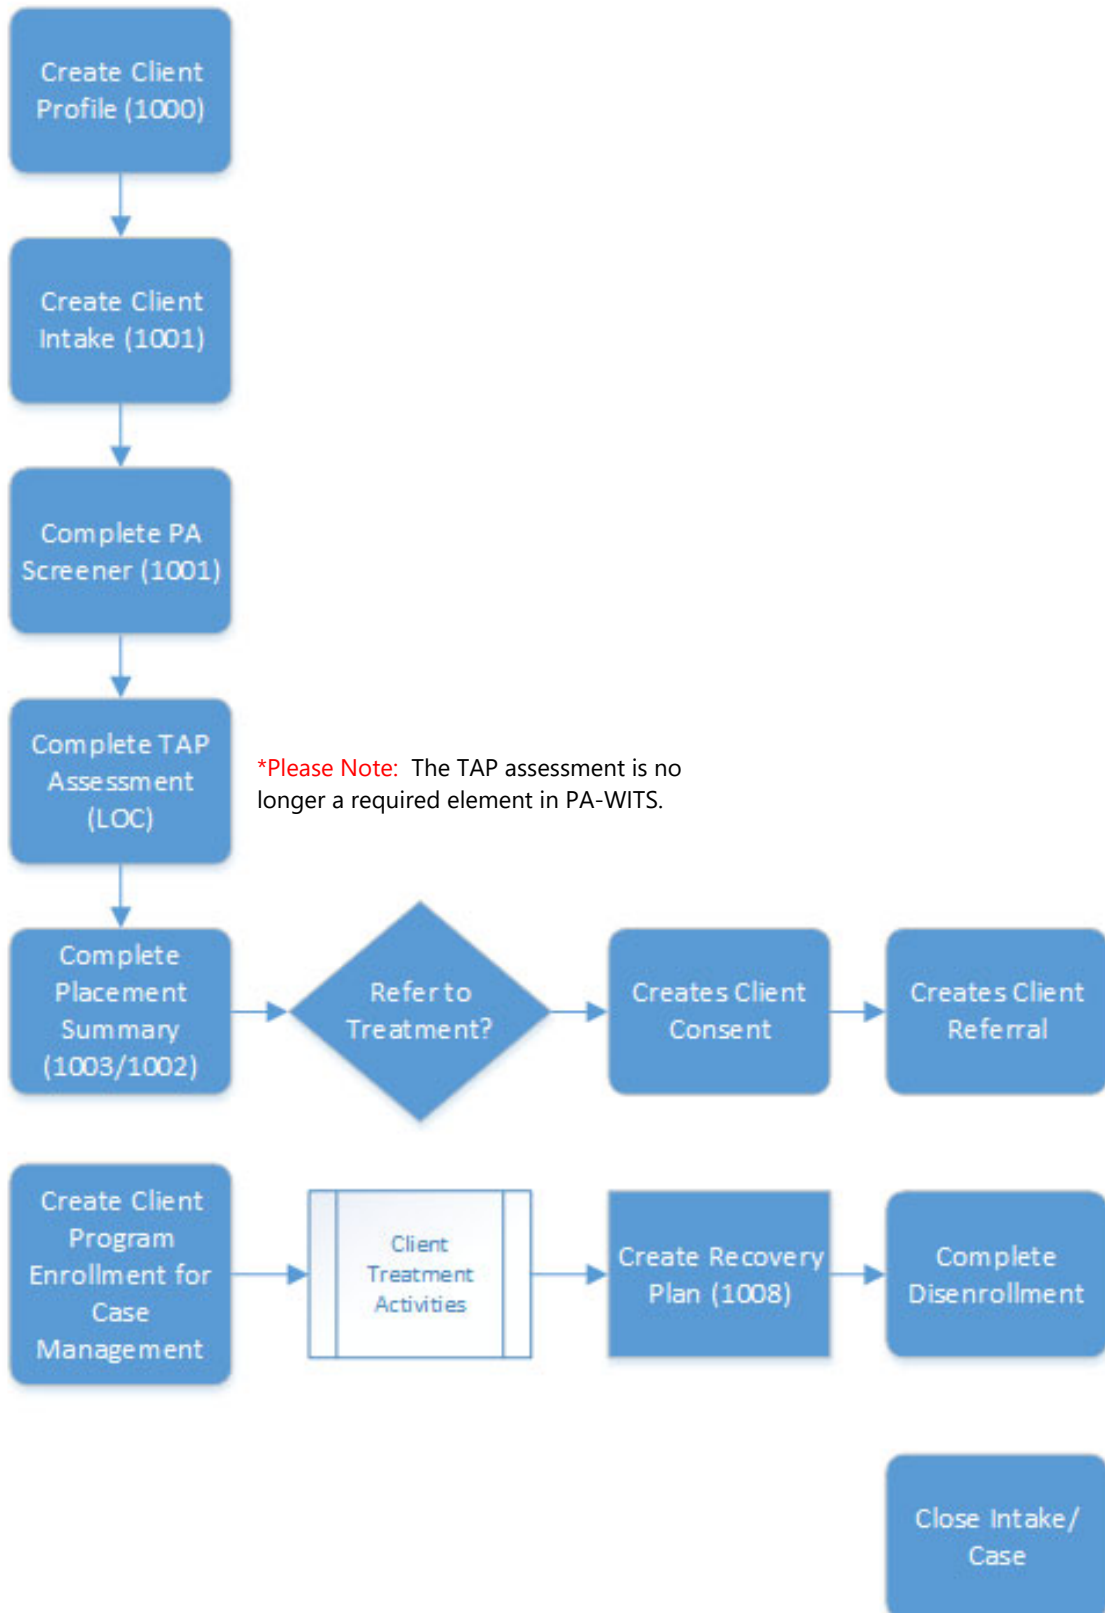 Create Client
Profile (1000)
Create Client
Intake (1001)
Complete PA
Screener (1001)
Complete TAP
Assessment
(LOC)
*Please Note:  The TAP assessment is no
longer a required element in PA-WITS.
Complete
Placement
Summary
(1003/1002)
Refer to
Treatment?
Creates Client
Consent
Creates Client
Referral
Create Client
Program
Enrollment for
Case
Management
Client
Treatment
Activities
Create Recovery
Plan (1008)
Complete
Disenrollment
Close Intake/
Case